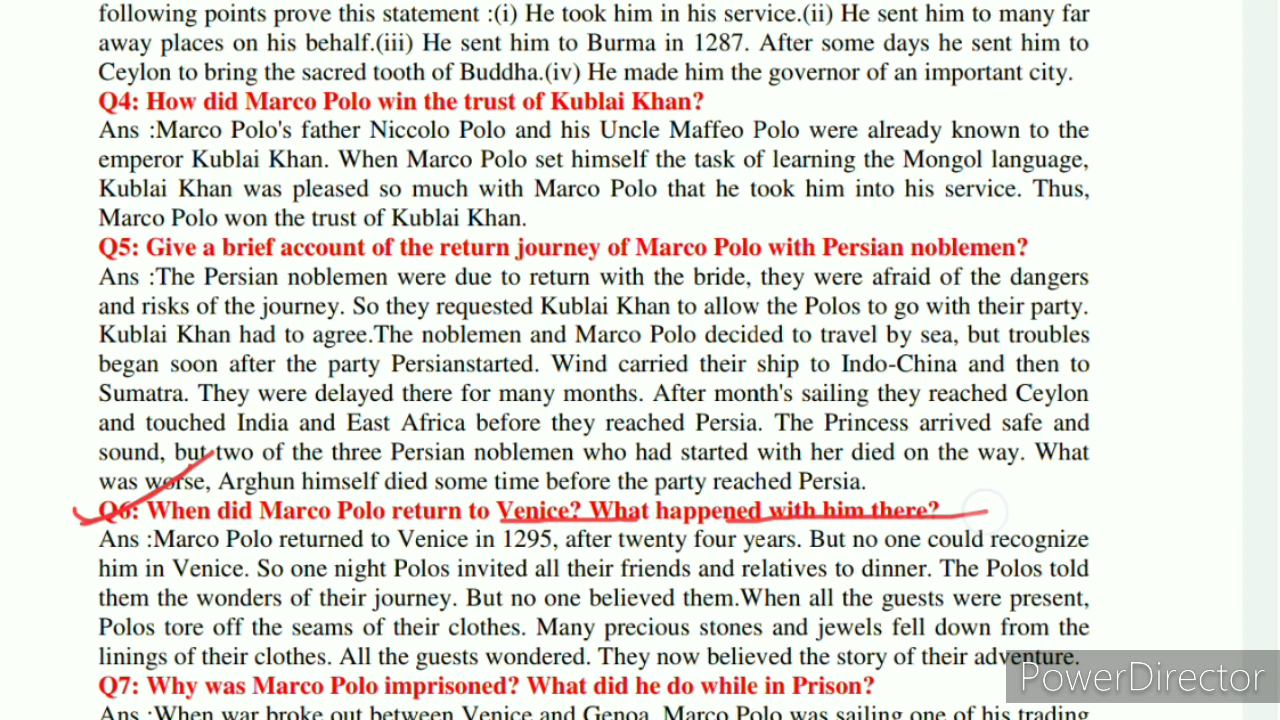 following points prove this statement :(i) He took him in his service.(ii) He sent him to many far
away places on his behalf.(iii) He sent him to Burma in 1287. After some days he sent him to
Ceylon to bring the sacred tooth of Buddha.(iv) He made him the governor of an important city.
Q4: How did Marco Polo win the trust of Kublai Khan?
Ans :Marco Polo's father Niccolo Polo and his Uncle Maffeo Polo were already known to the
emperor Kublai Khan. When Marco Polo set himself the task of learning the Mongol language,
Kublai Khan was pleased so much with Marco Polo that he took him into his service. Thus,
Marco Polo won the trust of Kublai Khan.
Q5: Give a brief account of the return journey of Marco Polo with Persian noblemen?
Ans :The Persian noblemen were due to return with the bride, they were afraid of the dangers
and risks of the journey. So they requested Kublai Khan to allow the Polos to go with their party.
Kublai Khan had to agree.The noblemen and Marco Polo decided to travel by sea, but troubles
began soon after the party Persianstarted. Wind carried their ship to Indo-China and then to
Sumatra. They were delayed there for many months. After month's sailing they reached Ceylon
and touched India and East Africa before they reached Persia. The Princess arrived safe and
sound, but two of the three Persian noblemen who had started with her died on the way. What
was worse, Arghun himself died some time before the party reached Persia.
Q6: When did Marco Polo return to Venice? What happened with him there?
Ans :Marco Polo returned to Venice in 1295, after twenty four years. But no one could recognize
him in Venice. So one night Polos invited all their friends and relatives to dinner. The Polos told
them the wonders of their journey. But no one believed them.When all the guests were present,
Polos tore off the seams of their clothes. Many precious stones and jewels fell down from the
linings of their clothes. All the guests wondered. They now believed the story of their adventure.
Q7: Why was Marco Polo imprisoned? What did he do while in Prison?
Ans :When war broke out between Venice and Genoa, Marco Polo was sailing one of his trading
PowerDirector